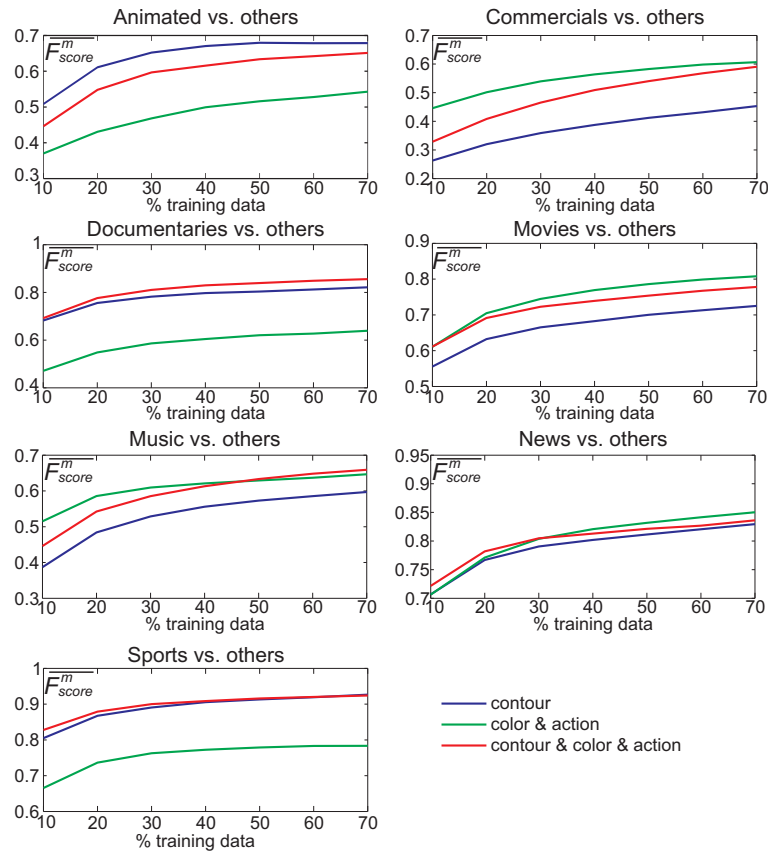 Animated vs. others
0.7
F^m_score
0.6
0.5
0.4
0.3
10 20 30 40 50 60 70
% training data
Commercials vs. others
0.7
F^m_score
0.6
0.5
0.4
0.3
0.2
10 20 30 40 50 60 70
% training data
Documentaries vs. others
1
F^m_score
0.8
0.6
0.4
10 20 30 40 50 60 70
% training data
Movies vs. others
0.9
F^m_score
0.8
0.7
0.6
0.5
10 20 30 40 50 60 70
% training data
Music vs. others
0.7
F^m_score
0.6
0.5
0.4
0.3
10 20 30 40 50 60 70
% training data
News vs. others
0.95
F^m_score
0.9
0.85
0.8
0.75
0.7
10 20 30 40 50 60 70
% training data
Sports vs. others
1
F^m_score
0.9
0.8
0.7
0.6
10 20 30 40 50 60 70
% training data
contour
color & action
contour & color & action